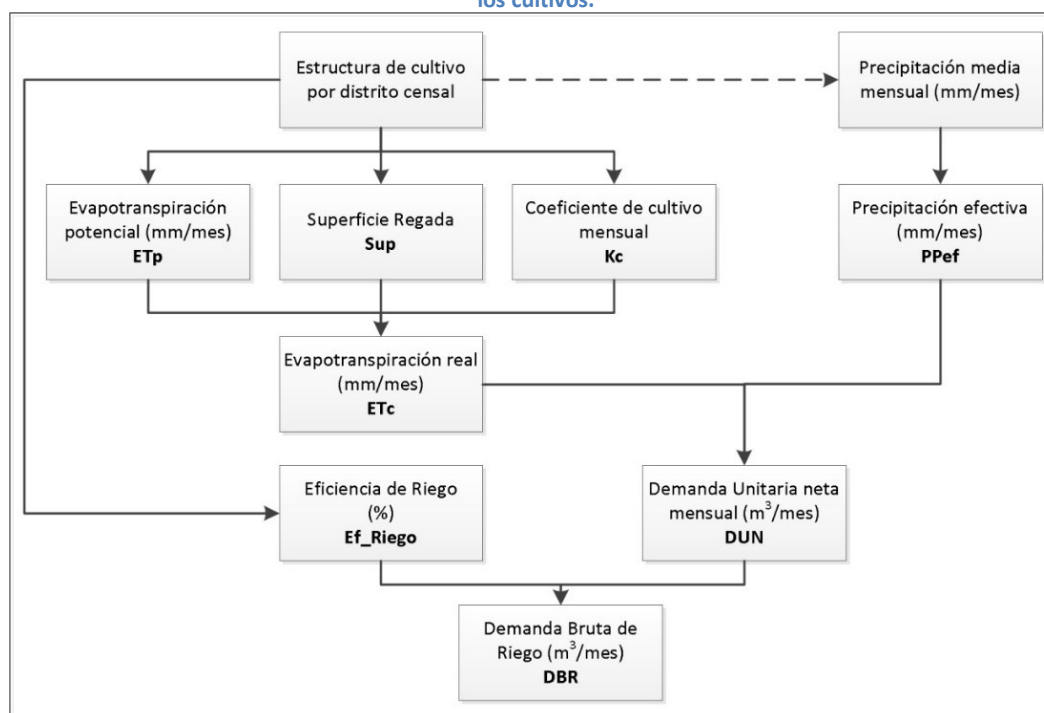 los cultivos.
Estructura de cultivo
por distrito censal
Precipitación media
mensual (mm/mes)
Evapotranspiración
potencial (mm/mes)
ETp
Superficie Regada
Sup
Coeficiente de cultivo
mensual
Kc
Precipitación efectiva
(mm/mes)
PPef
Evapotranspiración real
(mm/mes)
ETc
Eficiencia de Riego
(%)
Ef_Riego
Demanda Unitaria neta
mensual (m³/mes)
DUN
Demanda Bruta de
Riego (m³/mes)
DBR